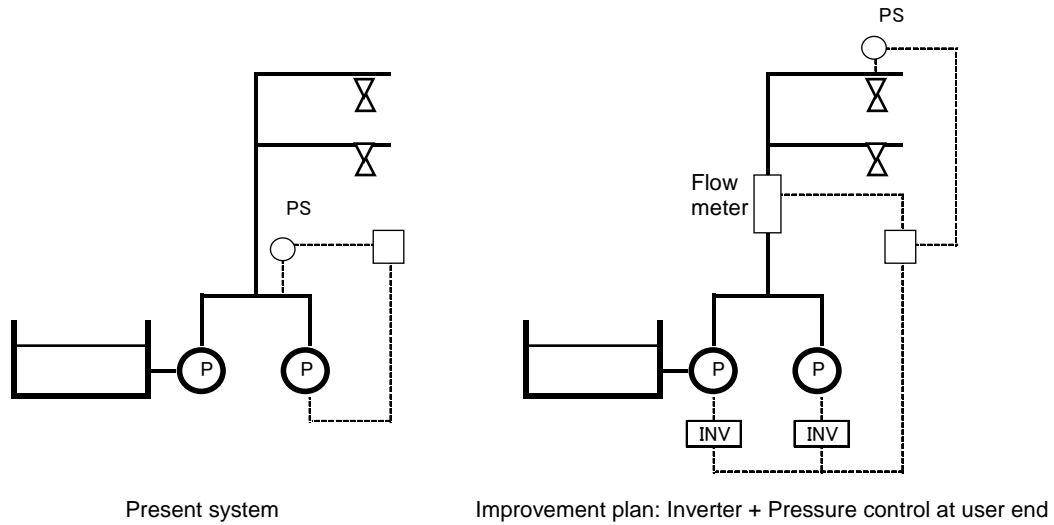 PS
P
P
Present system
PS
Flow
meter
P
P
INV
INV
Improvement plan: Inverter + Pressure control at user end